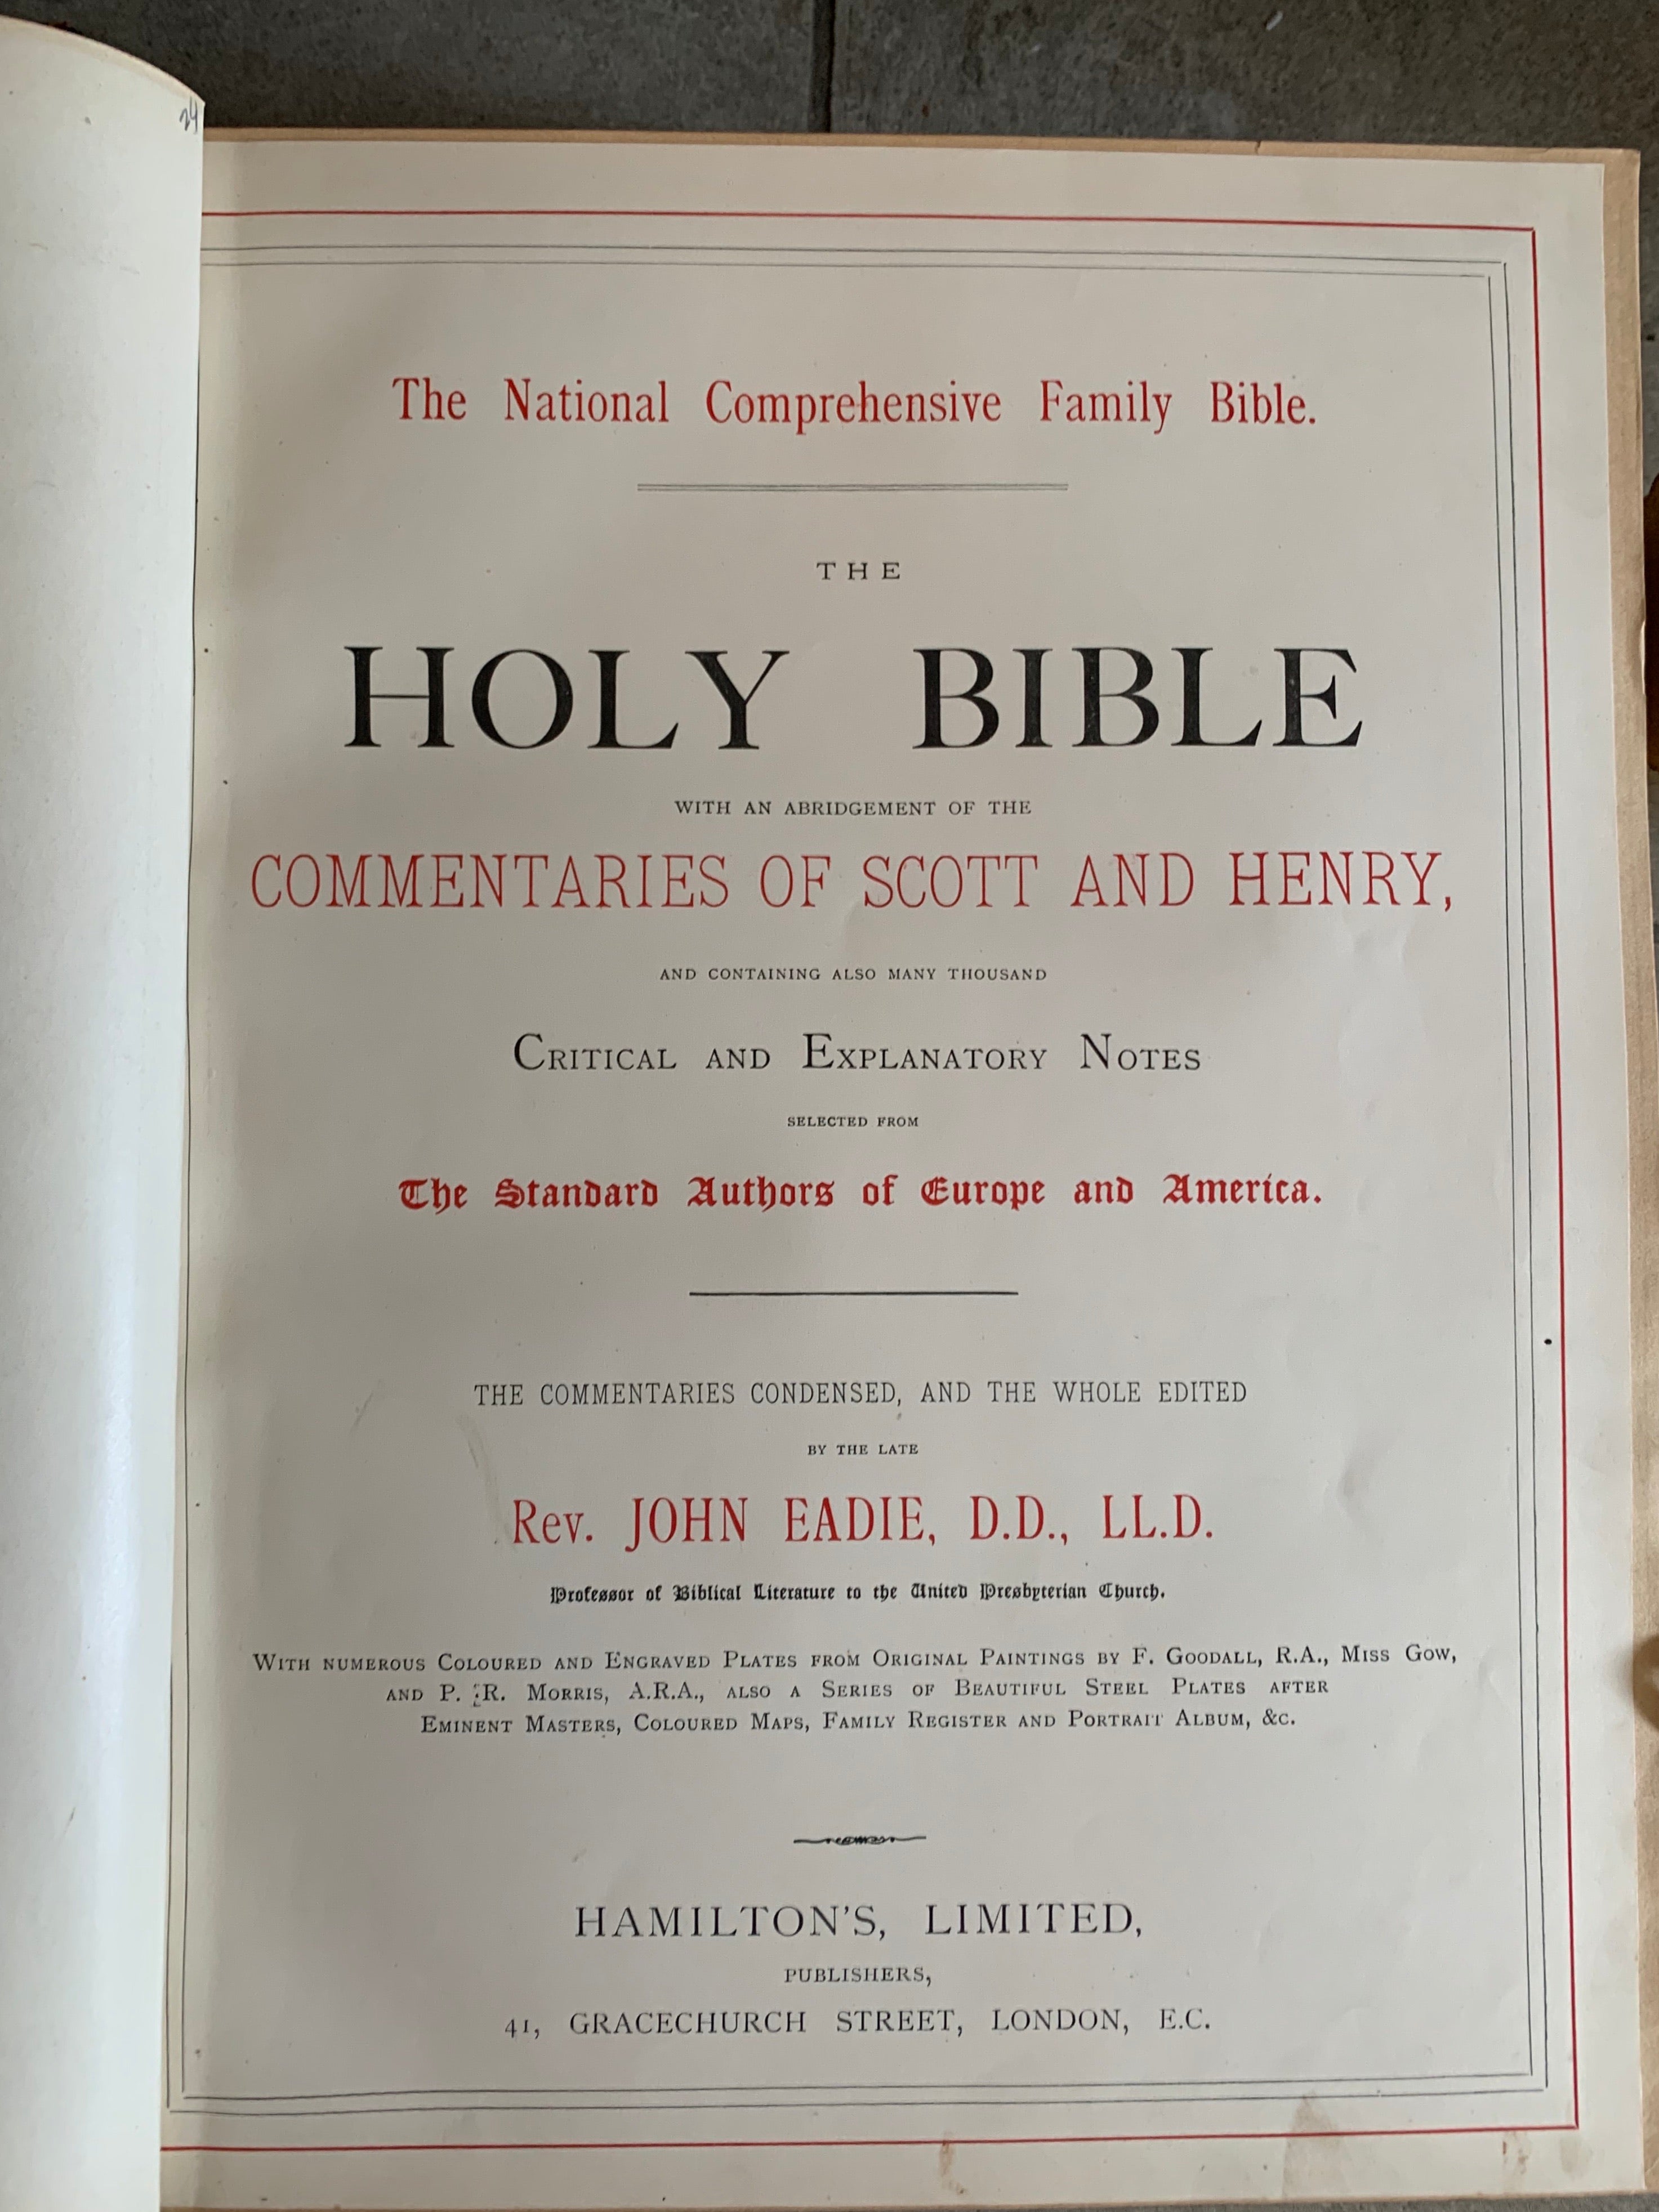 24
The National Comprehensive Family Bible.
THE
HOLY BIBLE
WITH AN ABRIDGEMENT OF THE
COMMENTARIES OF SCOTT AND HENRY,
AND CONTAINING ALSO MANY THOUSAND
CRITICAL AND EXPLANATORY NOTES
SELECTED FROM
The Standard Authors of Europe and America.
THE COMMENTARIES CONDENSED, AND THE WHOLE EDITED
BY THE LATE
Rev. JOHN EADIE, D.D., LL.D.
Professor of Biblical Literature to the United Presbyterian Church.
WITH NUMEROUS COLOURED AND ENGRAVED PLATES FROM ORIGINAL PAINTINGS BY F. GOODALL, R.A., MISS GOW,
AND P. R. MORRIS, A.R.A., ALSO A SERIES OF BEAUTIFUL STEEL PLATES AFTER
EMINENT MASTERS, COLOURED MAPS, FAMILY REGISTER AND PORTRAIT ALBUM, &C.
HAMILTON'S, LIMITED,
PUBLISHERS,
41, GRACECHURCH STREET, LONDON, E.C.